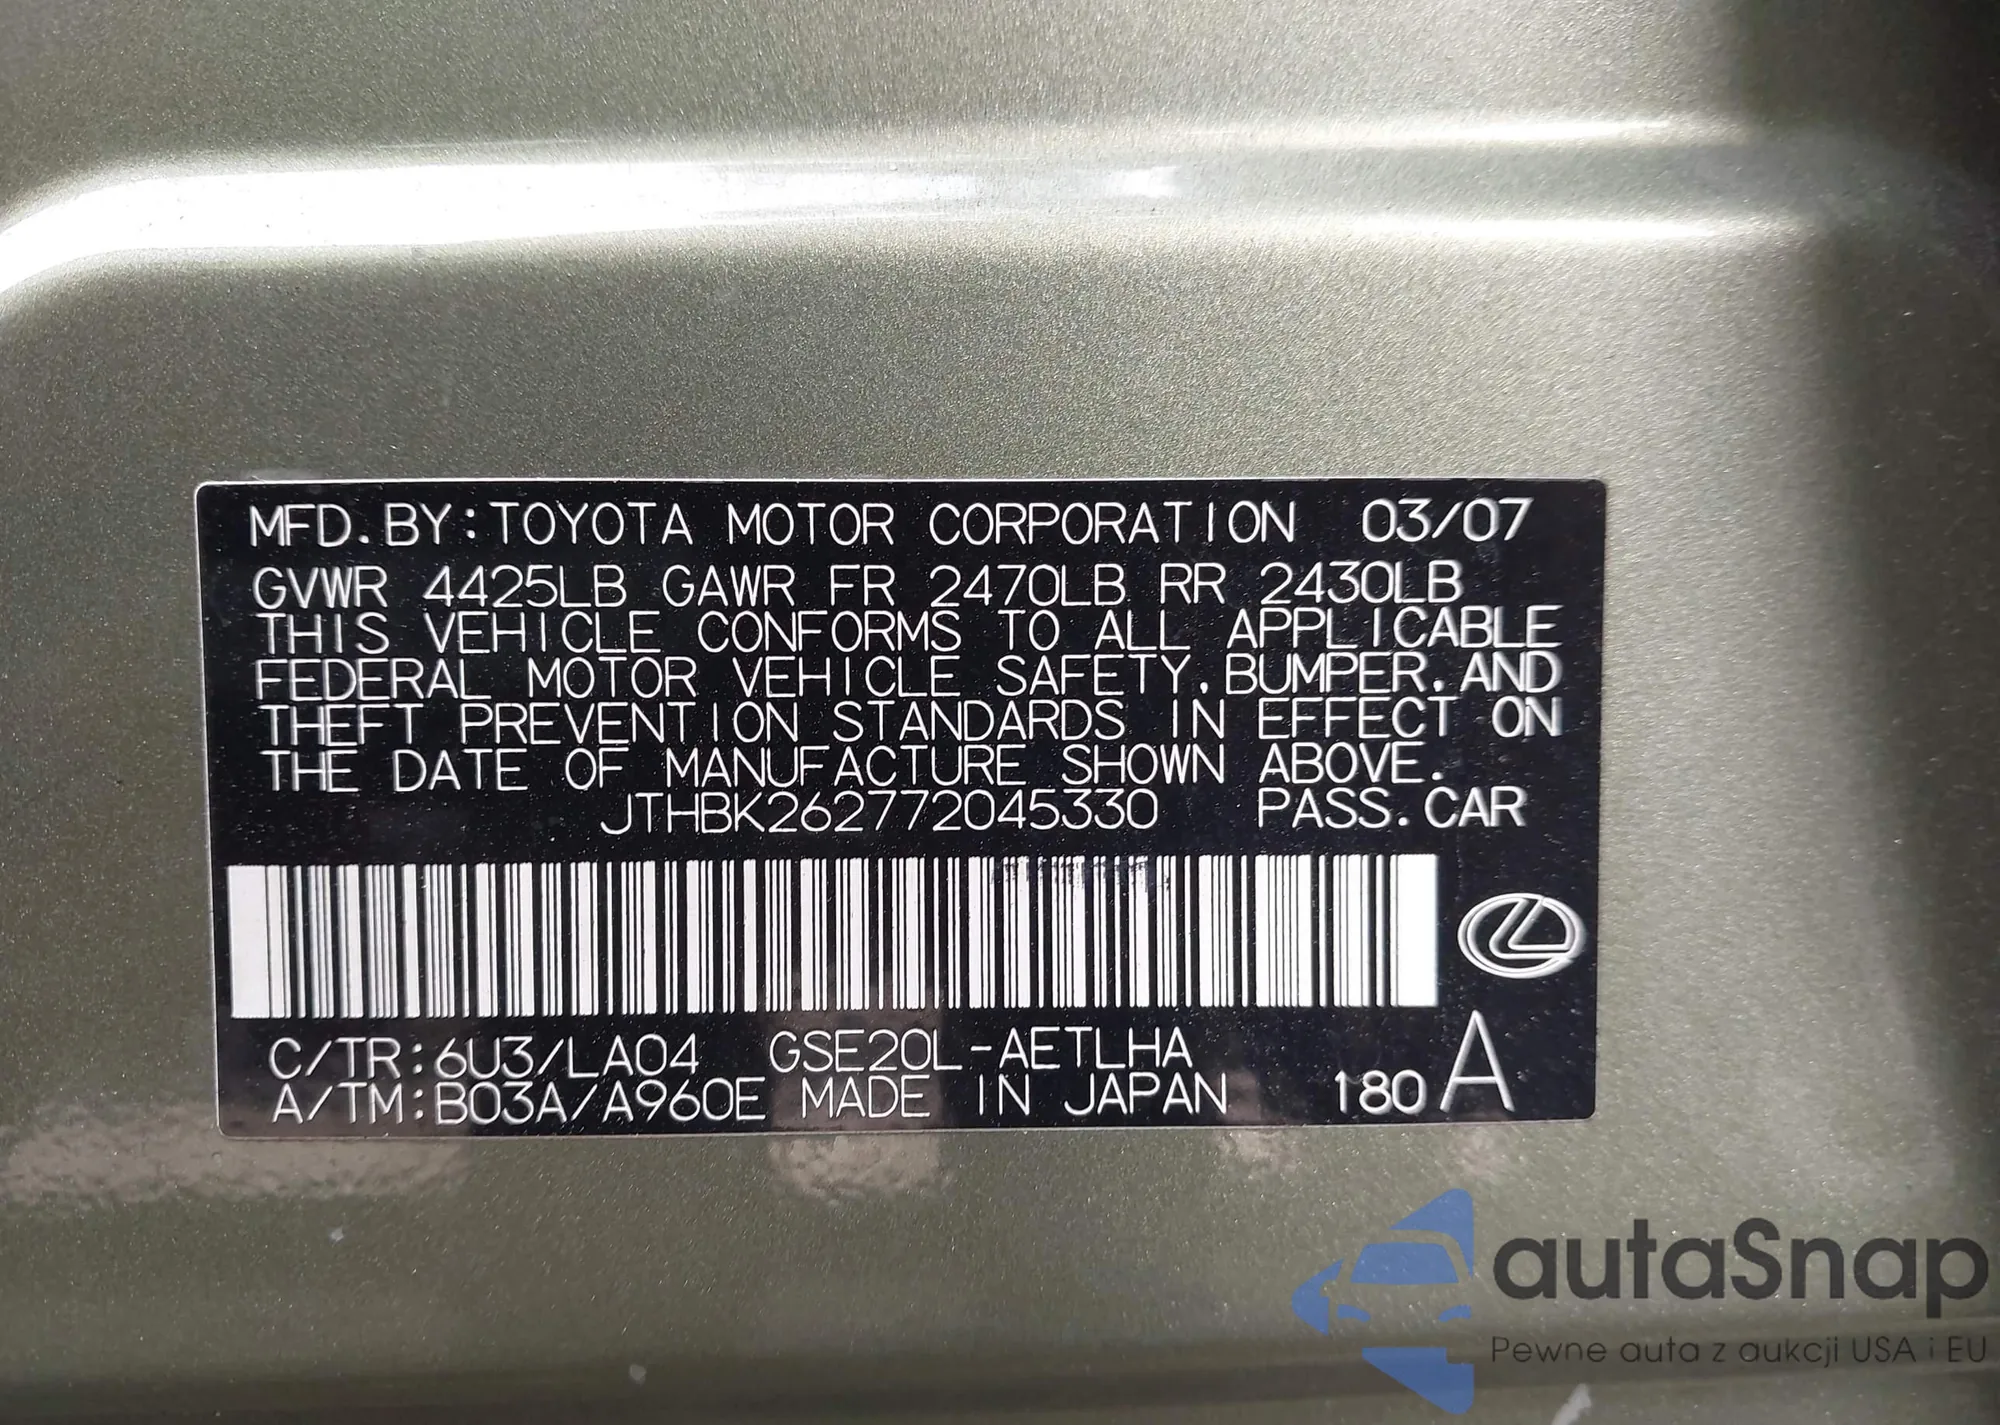 MFD. BY: TOYOTA MOTOR CORPORATION 03/07
GVWR 4425LB GAWR FR 2470LB RR 2430LB
THIS VEHICLE CONFORMS TO ALL APPLICABLE
FEDERAL MOTOR VEHICLE SAFETY, BUMPER, AND
THEFT PREVENTION STANDARDS IN EFFECT ON
THE DATE OF MANUFACTURE SHOWN ABOVE.
JTHBK262772045330 PASS. CAR
C/TR: 6U3/LA04 GSE20L-AETLHA
A/TM: B03A/A960E MADE IN JAPAN 180 A
autaSnap
Pewne auta z aukcji USA i EU